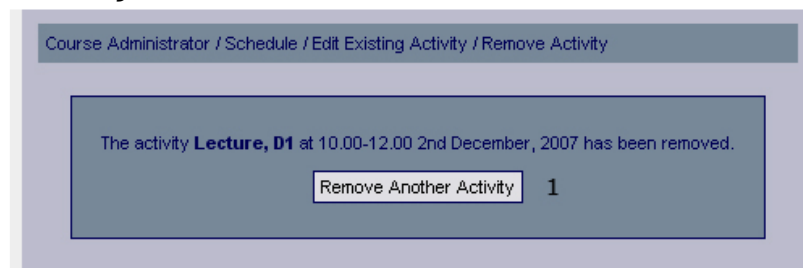 Course Administrator / Schedule / Edit Existing Activity / Remove Activity
The activity Lecture, D1 at 10.00-12.00 2nd December, 2007 has been removed.
Remove Another Activity 1